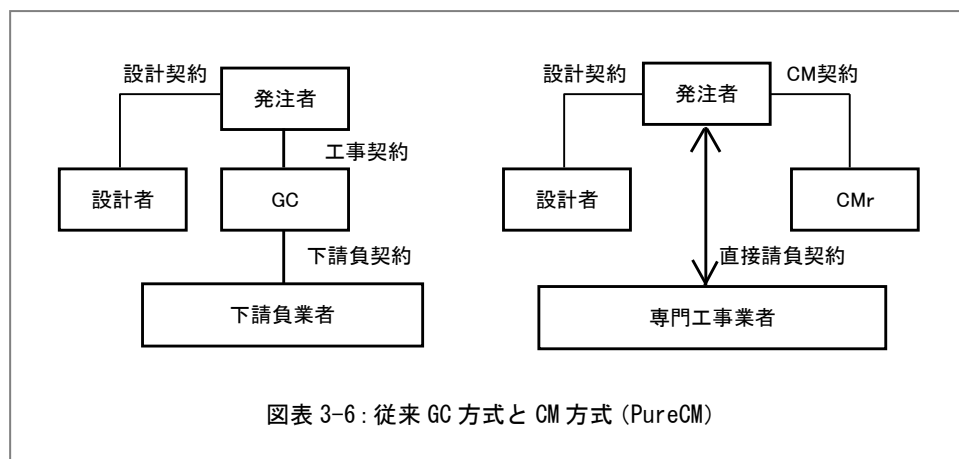 設計契約
発注者
工事契約
設計者
GC
下請負契約
下請負業者
設計契約
発注者
CM契約
設計者
CMr
直接請負契約
専門工事業者
図表 3-6：従来 GC 方式と CM 方式（PureCM）